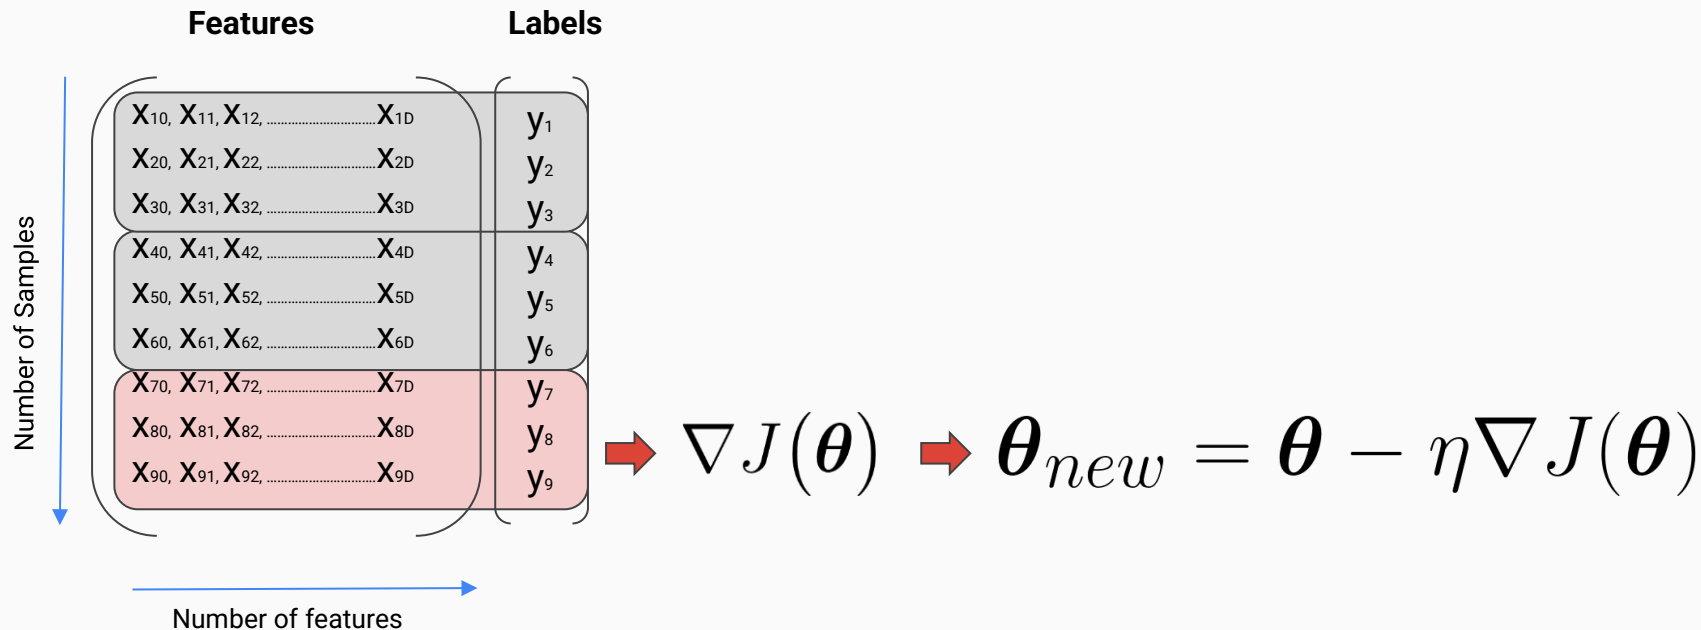 Features Labels
X10, X11, X12, ............................X1D y1
X20, X21, X22, ............................X2D y2
X30, X31, X32, ............................X3D y3
X40, X41, X42, ............................X4D y4
X50, X51, X52, ............................X5D y5
X60, X61, X62, ............................X6D y6
X70, X71, X72, ............................X7D y7
X80, X81, X82, ............................X8D y8
X90, X91, X92, ............................X9D y9
Number of Samples
∇J(θ)
θnew = θ − η∇J(θ)
Number of features